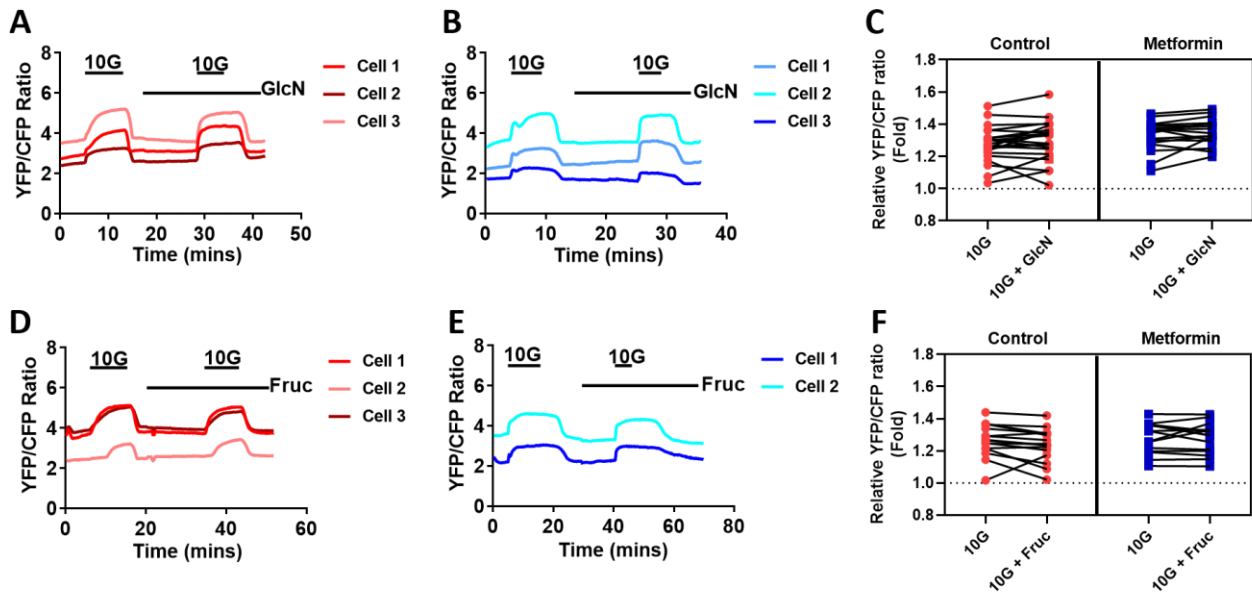 A
YFP/CFP Ratio
8
6
4
2
0
10G
10G
GlcN
0
10
20
30
40
50
Time (mins)
Cell 1
Cell 2
Cell 3
B
YFP/CFP Ratio
8
6
4
2
0
10G
10G
GlcN
0
10
20
30
40
Time (mins)
Cell 1
Cell 2
Cell 3
C
Relative YFP/CFP ratio
(Fold)
Control
Metformin
1.8
1.6
1.4
1.2
1.0
0.8
10G
10G + GlcN
10G
10G + GlcN
D
YFP/CFP Ratio
8
6
4
2
0
10G
10G
Fruc
0
20
40
60
Time (mins)
Cell 1
Cell 2
Cell 3
E
YFP/CFP Ratio
8
6
4
2
0
10G
10G
Fruc
0
20
40
60
80
Time (mins)
Cell 1
Cell 2
F
Relative YFP/CFP ratio
(Fold)
Control
Metformin
1.8
1.6
1.4
1.2
1.0
0.8
10G
10G + Fruc
10G
10G + Fruc